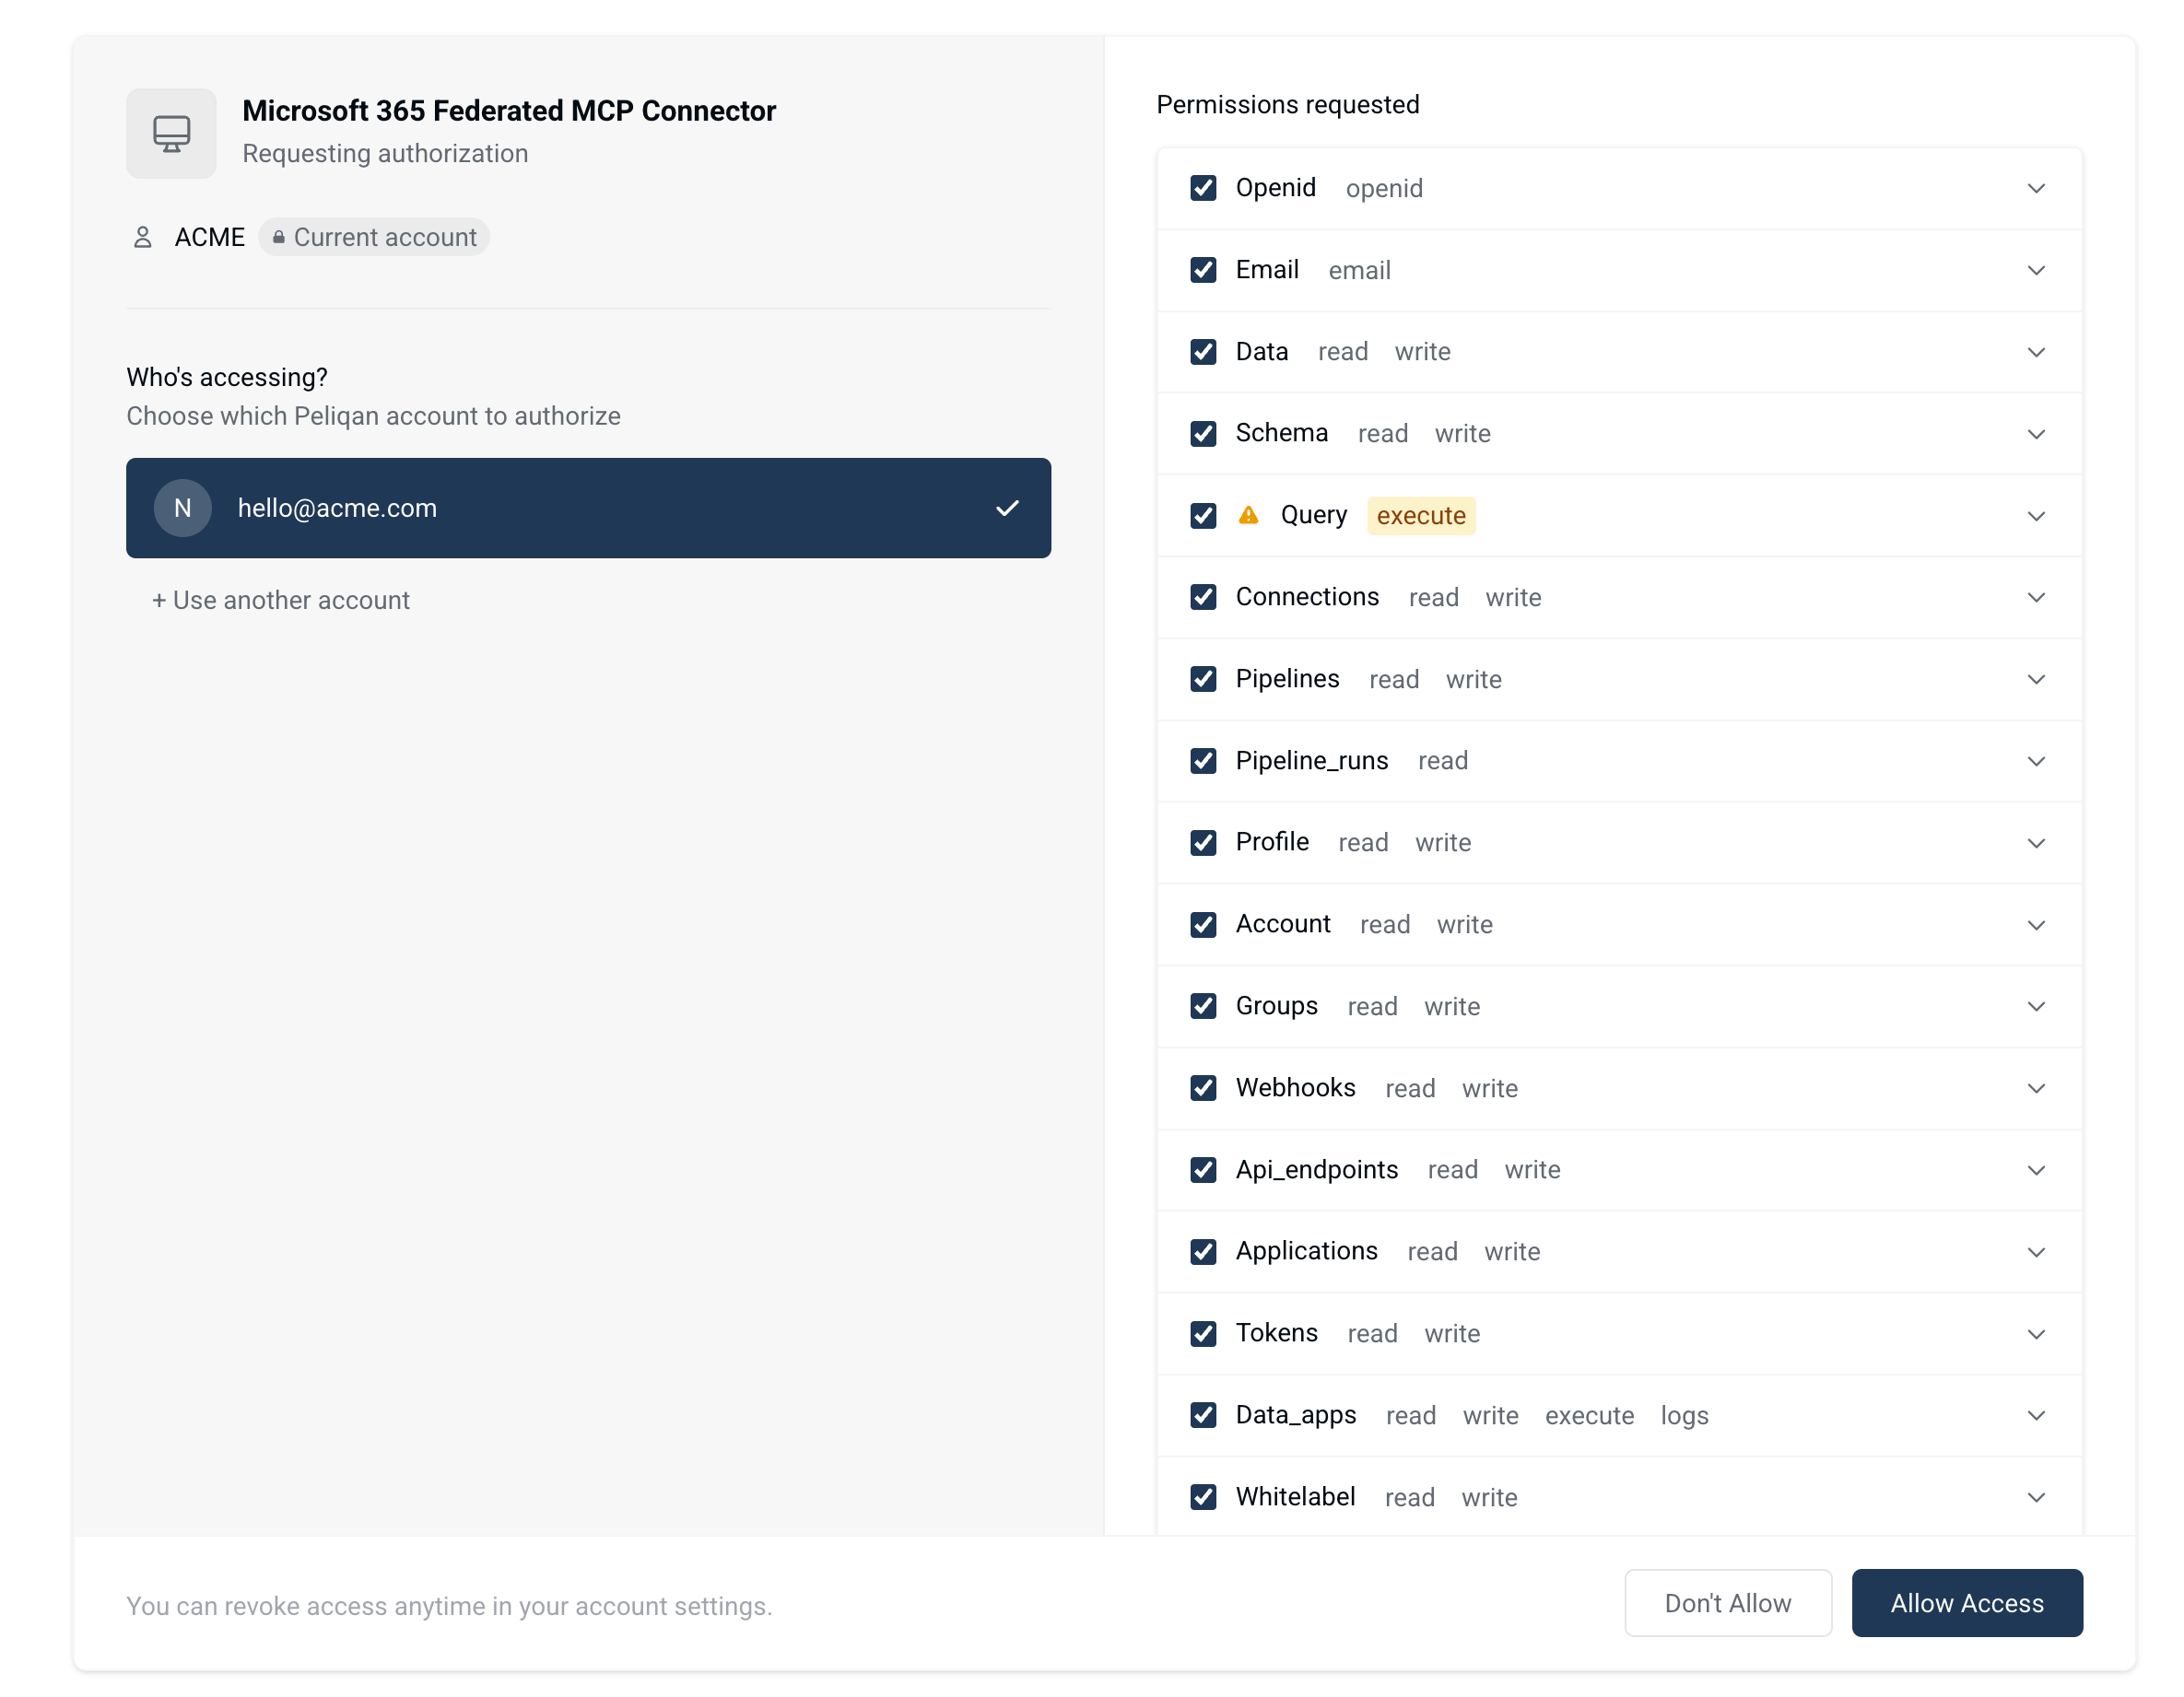 Microsoft 365 Federated MCP Connector
Requesting authorization
ACME Current account
Who's accessing?
Choose which Peliqan account to authorize
N hello@acme.com
+ Use another account
Permissions requested
Openid openid
Email email
Data read write
Schema read write
Query execute
Connections read write
Pipelines read write
Pipeline_runs read
Profile read write
Account read write
Groups read write
Webhooks read write
Api_endpoints read write
Applications read write
Tokens read write
Data_apps read write execute logs
Whitelabel read write
You can revoke access anytime in your account settings.
Don't Allow
Allow Access